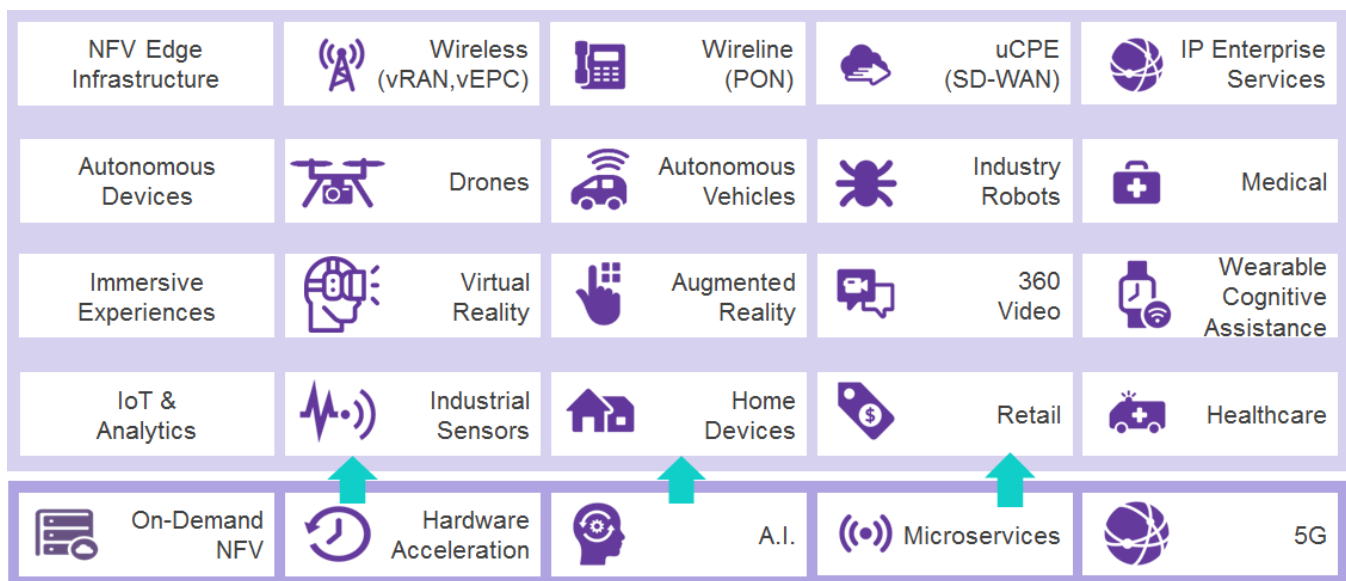 NFV Edge
Infrastructure
Wireless
(vRAN,vEPC)
Wireline
(PON)
uCPE
(SD-WAN)
IP Enterprise
Services
Autonomous
Devices
Drones
Autonomous
Vehicles
Industry
Robots
Medical
Immersive
Experiences
Virtual
Reality
Augmented
Reality
360
Video
Wearable
Cognitive
Assistance
IoT &
Analytics
Industrial
Sensors
Home
Devices
$
Retail
Healthcare
On-Demand
NFV
Hardware
Acceleration
A.I.
Microservices
5G